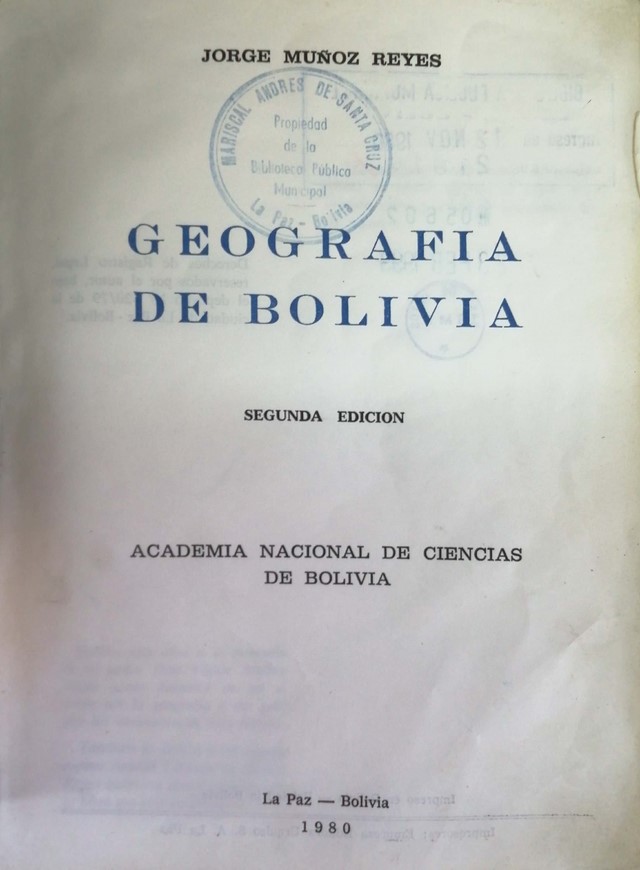 JORGE MUÑOZ REYES
MARISCAL ANDRES DE SANTA CRUZ
Propiedad
de la
Biblioteca Pública
Municipal
La Paz - Bolivia
GEOGRAFIA
DE BOLIVIA
SEGUNDA EDICION
ACADEMIA NACIONAL DE CIENCIAS
DE BOLIVIA
La Paz — Bolivia
1980